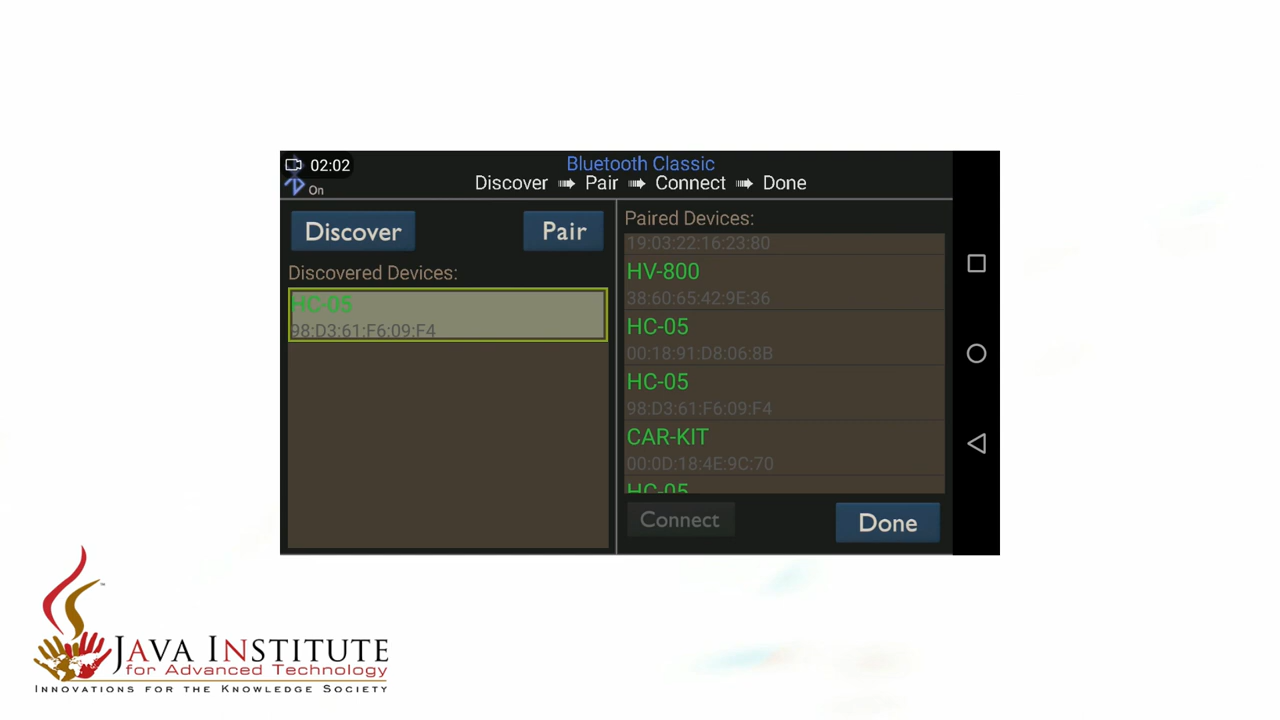 02:02
On
Bluetooth Classic
Discover ➠ Pair ➠ Connect ➠ Done
Discover
Pair
Discovered Devices:
HC-05
98:D3:61:F6:09:F4
Paired Devices:
19:03:22:16:23:80
HV-800
38:60:65:42:9E:36
HC-05
00:18:91:D8:06:8B
HC-05
98:D3:61:F6:09:F4
CAR-KIT
00:0D:18:4E:9C:70
HC-05
Connect
Done
JAVA INSTITUTE
for Advanced Technology
INNOVATIONS FOR THE KNOWLEDGE SOCIETY